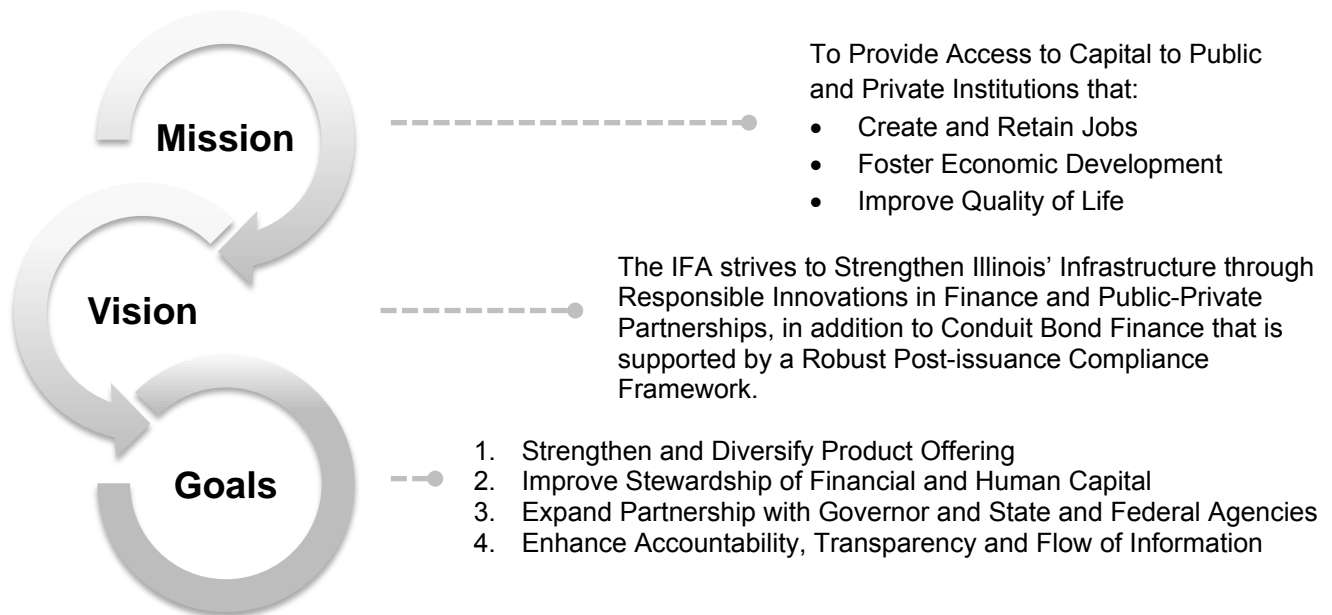 Mission
To Provide Access to Capital to Public
and Private Institutions that:
• Create and Retain Jobs
• Foster Economic Development
• Improve Quality of Life
Vision
The IFA strives to Strengthen Illinois’ Infrastructure through
Responsible Innovations in Finance and Public-Private
Partnerships, in addition to Conduit Bond Finance that is
supported by a Robust Post-issuance Compliance
Framework.
Goals
1. Strengthen and Diversify Product Offering
2. Improve Stewardship of Financial and Human Capital
3. Expand Partnership with Governor and State and Federal Agencies
4. Enhance Accountability, Transparency and Flow of Information